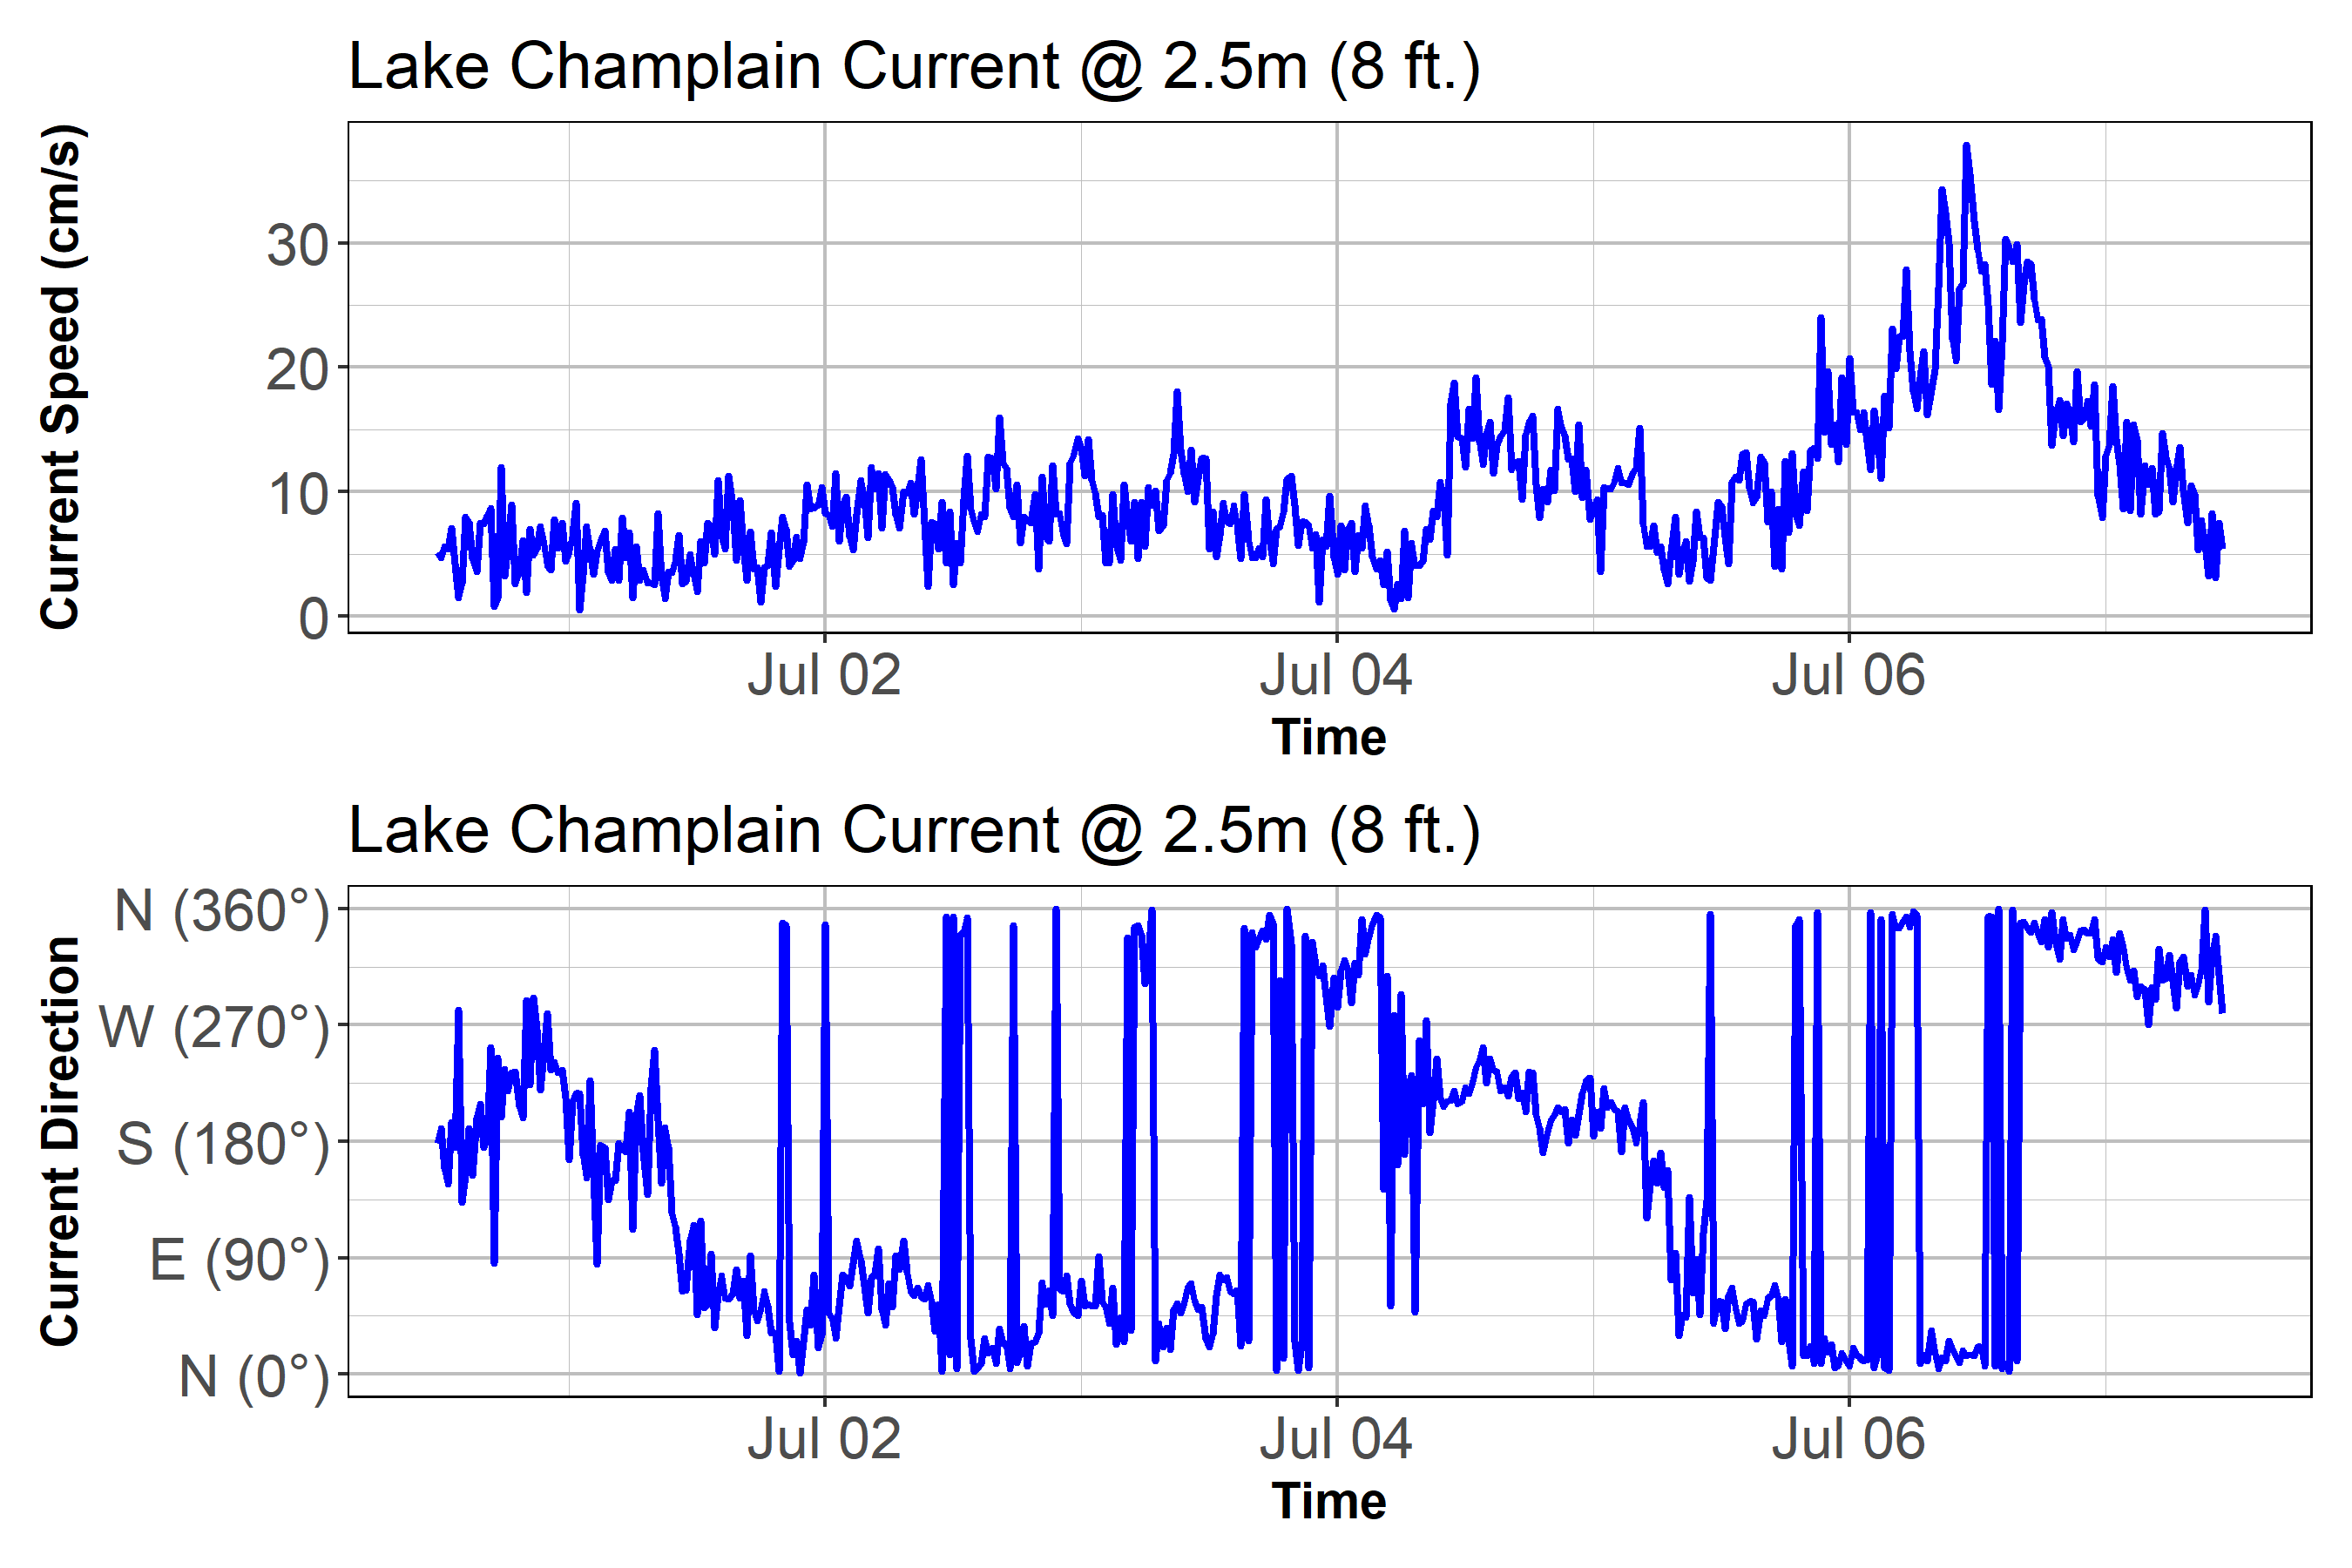 Lake Champlain Current @ 2.5m (8 ft.)
Current Speed (cm/s)
30
20
10
0
Jul 02 Jul 04 Jul 06
Time
Lake Champlain Current @ 2.5m (8 ft.)
Current Direction
N (360°)
W (270°)
S (180°)
E (90°)
N (0°)
Jul 02 Jul 04 Jul 06
Time